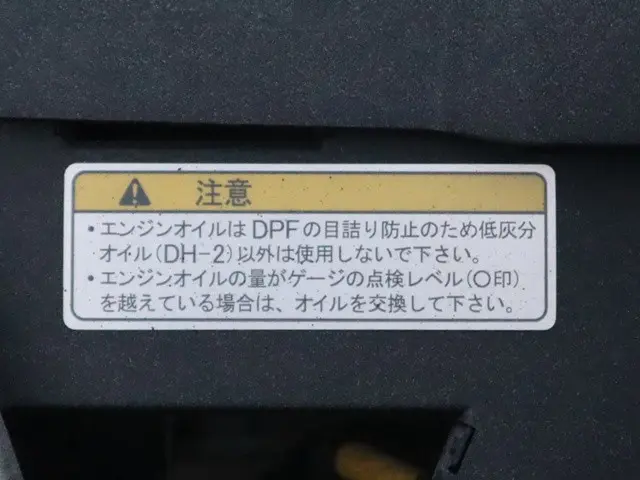 注意
・エンジンオイルはDPFの目詰り防止のため低灰分
オイル(DH-2)以外は使用しないで下さい。
・エンジンオイルの量がゲージの点検レベル(〇印)
を越えている場合は、オイルを交換して下さい。